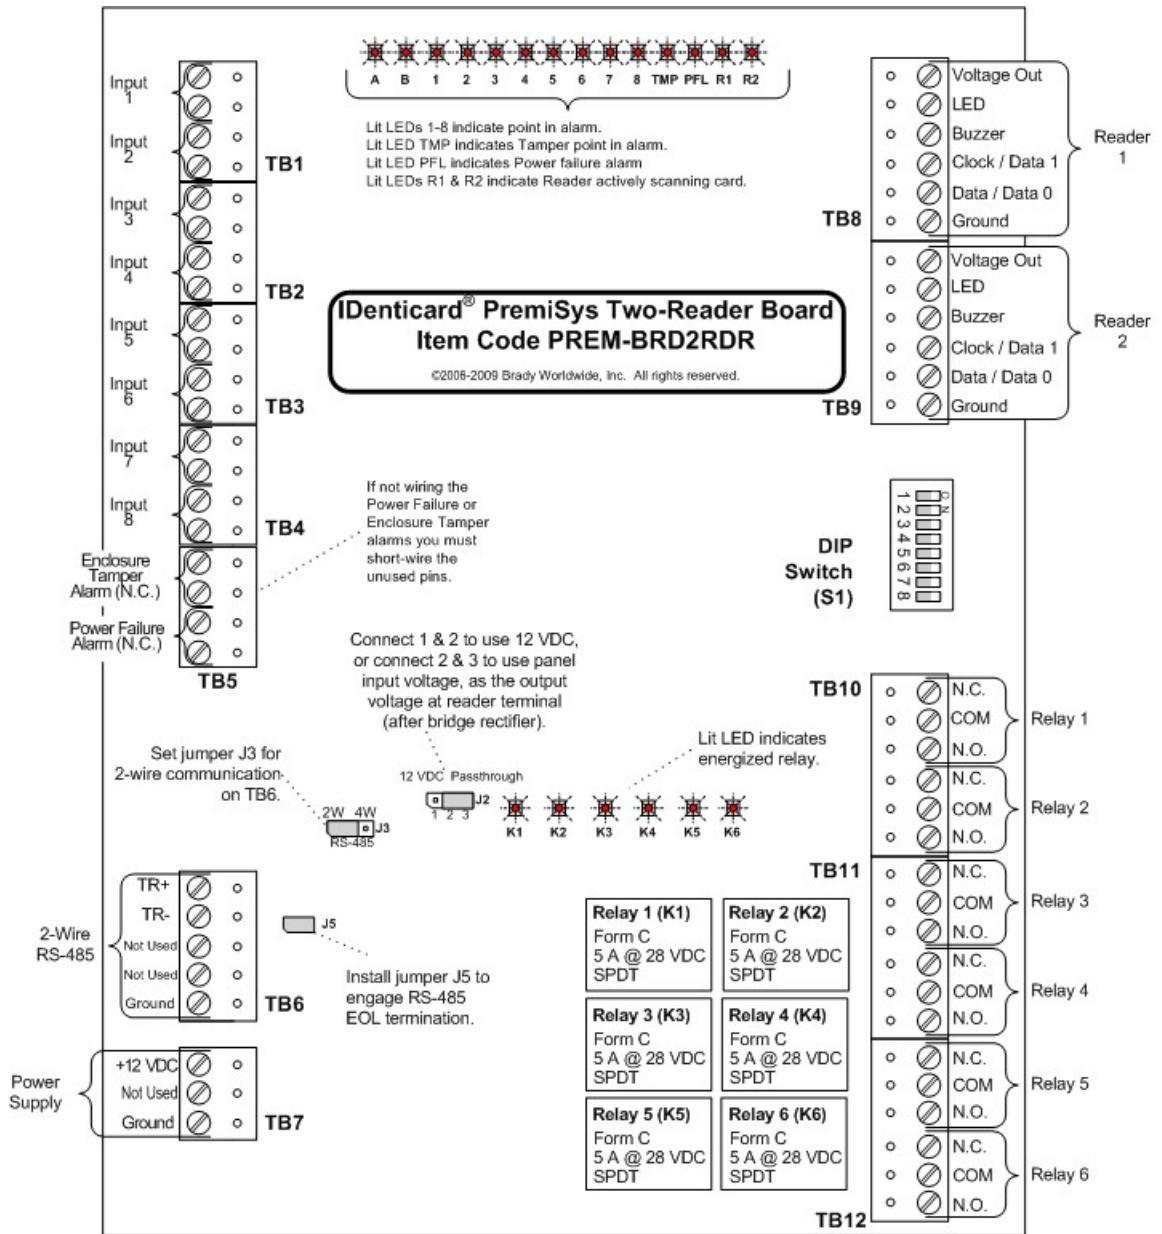 A B 1 2 3 4 5 6 7 8 TMP PFL R1 R2
Lit LEDs 1-8 indicate point in alarm.
Lit LED TMP indicates Tamper point in alarm.
Lit LED PFL indicates Power failure alarm
Lit LEDs R1 & R2 indicate Reader actively scanning card.
Input
1
Input
2
TB1
Input
3
Input
4
TB2
Input
5
Input
6
TB3
Input
7
Input
8
TB4
Enclosure
Tamper
Alarm (N.C.)
Power Failure
Alarm (N.C.)
TB5
If not wiring the
Power Failure or
Enclosure Tamper
alarms you must
short-wire the
unused pins.
IDenticard® PremiSys Two-Reader Board
Item Code PREM-BRD2RDR
©2006-2009 Brady Worldwide, Inc. All rights reserved.
Voltage Out
LED
Buzzer
Clock / Data 1
Data / Data 0
Ground
TB8
Reader
1
Voltage Out
LED
Buzzer
Clock / Data 1
Data / Data 0
Ground
TB9
Reader
2
DIP
Switch
(S1)
1
2
3
4
5
6
7
8
ON
Connect 1 & 2 to use 12 VDC,
or connect 2 & 3 to use panel
input voltage, as the output
voltage at reader terminal
(after bridge rectifier).
Set jumper J3 for
2-wire communication
on TB6.
12 VDC Passthrough
J2
1 2 3
2W 4W
J3
RS-485
Lit LED indicates
energized relay.
K1 K2 K3 K4 K5 K6
2-Wire
RS-485
TR+
TR-
Not Used
Not Used
Ground
TB6
J5
Install jumper J5 to
engage RS-485
EOL termination.
Power
Supply
+12 VDC
Not Used
Ground
TB7
Relay 1 (K1)
Form C
5 A @ 28 VDC
SPDT
Relay 2 (K2)
Form C
5 A @ 28 VDC
SPDT
Relay 3 (K3)
Form C
5 A @ 28 VDC
SPDT
Relay 4 (K4)
Form C
5 A @ 28 VDC
SPDT
Relay 5 (K5)
Form C
5 A @ 28 VDC
SPDT
Relay 6 (K6)
Form C
5 A @ 28 VDC
SPDT
TB10
N.C.
COM
N.O.
Relay 1
N.C.
COM
N.O.
Relay 2
TB11
N.C.
COM
N.O.
Relay 3
N.C.
COM
N.O.
Relay 4
N.C.
COM
N.O.
Relay 5
N.C.
COM
N.O.
Relay 6
TB12